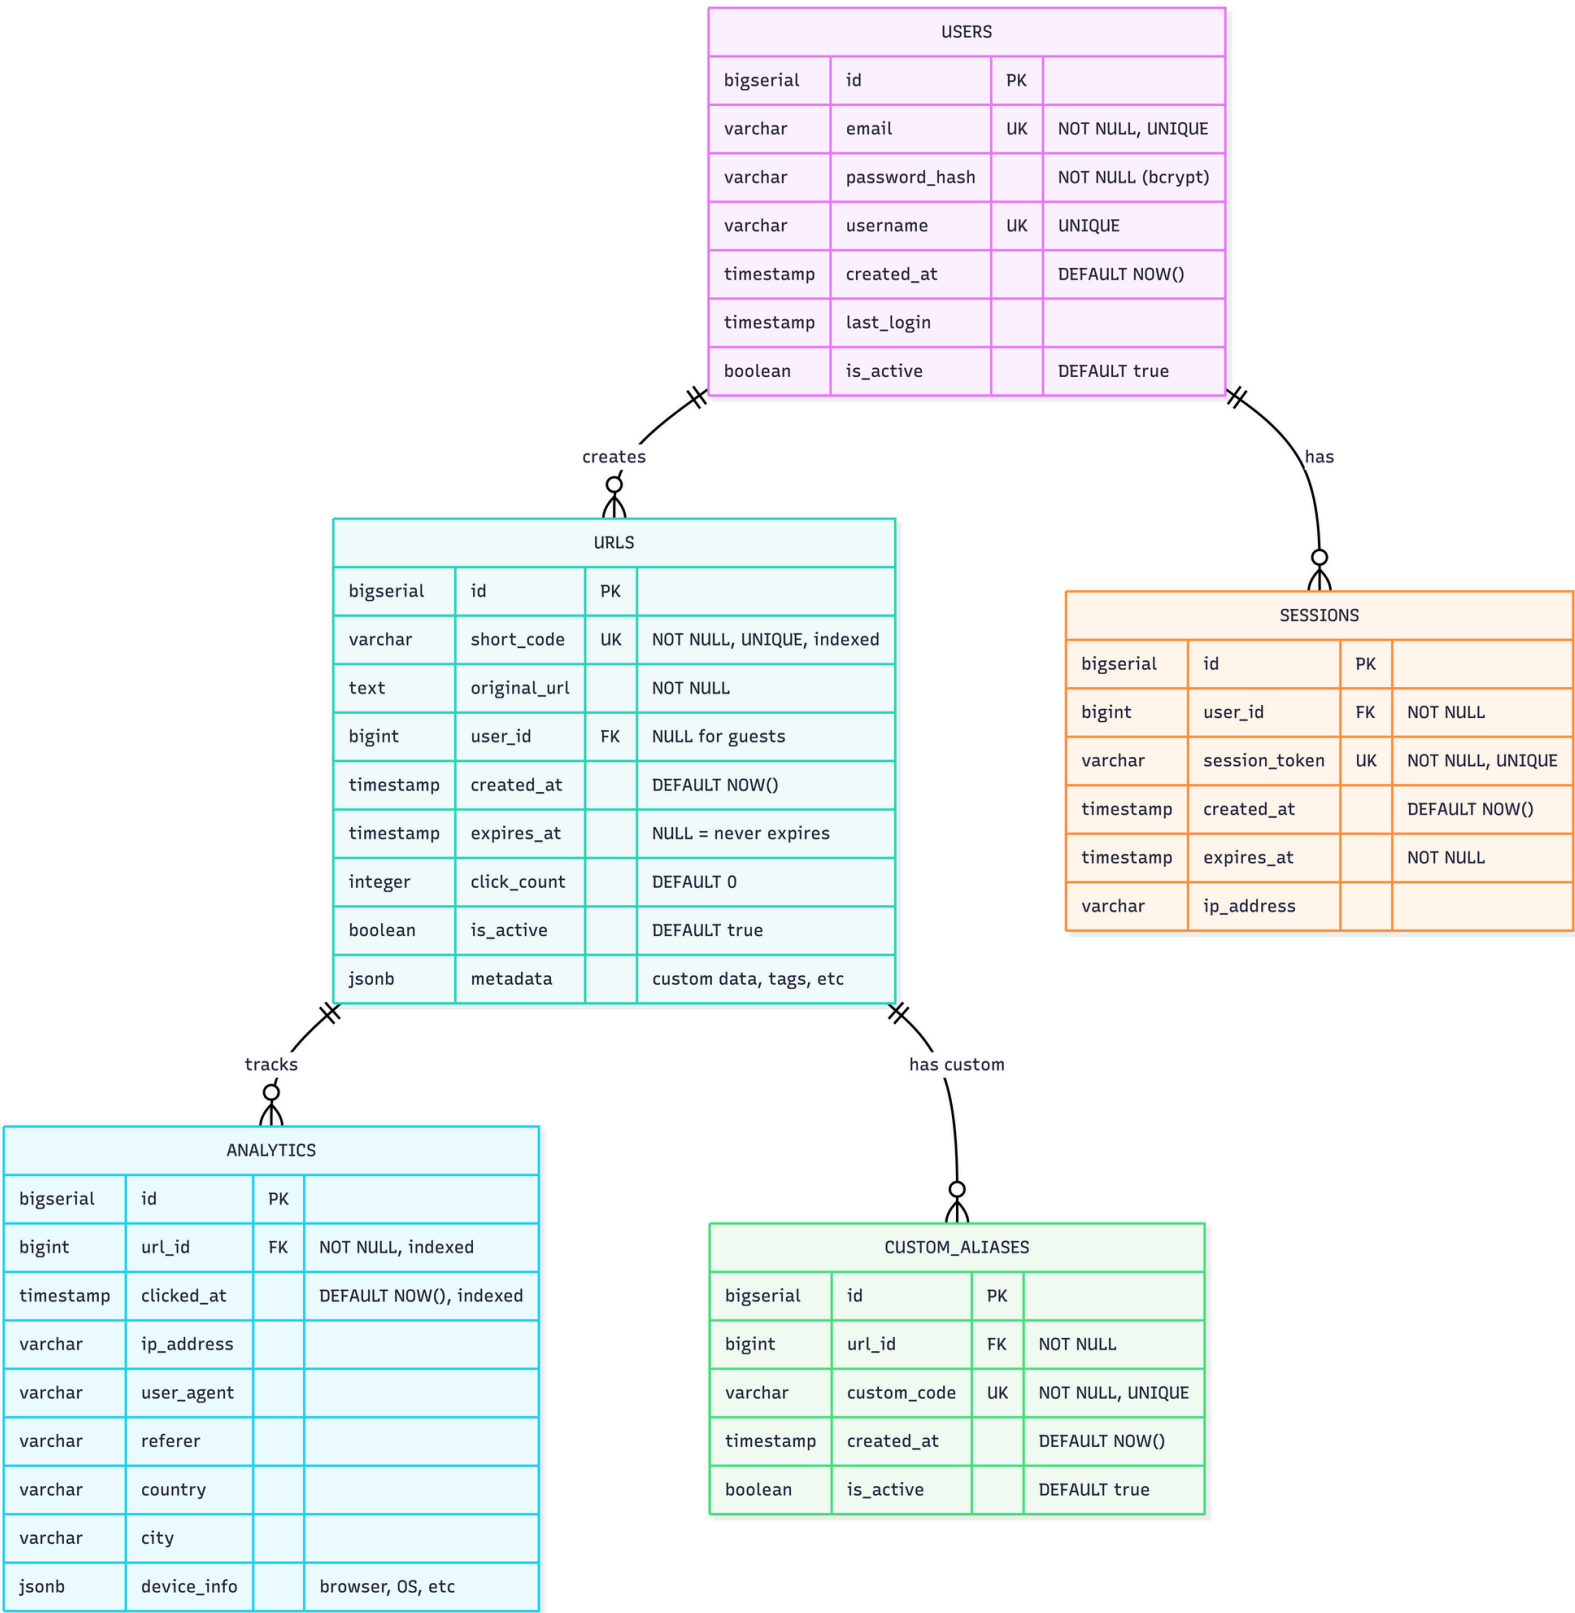 USERS
bigserial id PK
varchar email UK NOT NULL, UNIQUE
varchar password_hash NOT NULL (bcrypt)
varchar username UK UNIQUE
timestamp created_at DEFAULT NOW()
timestamp last_login
boolean is_active DEFAULT true
creates
has
URLS
bigserial id PK
varchar short_code UK NOT NULL, UNIQUE, indexed
text original_url NOT NULL
bigint user_id FK NULL for guests
timestamp created_at DEFAULT NOW()
timestamp expires_at NULL = never expires
integer click_count DEFAULT 0
boolean is_active DEFAULT true
jsonb metadata custom data, tags, etc
SESSIONS
bigserial id PK
bigint user_id FK NOT NULL
varchar session_token UK NOT NULL, UNIQUE
timestamp created_at DEFAULT NOW()
timestamp expires_at NOT NULL
varchar ip_address
tracks
has custom
ANALYTICS
bigserial id PK
bigint url_id FK NOT NULL, indexed
timestamp clicked_at DEFAULT NOW(), indexed
varchar ip_address
varchar user_agent
varchar referer
varchar country
varchar city
jsonb device_info browser, OS, etc
CUSTOM_ALIASES
bigserial id PK
bigint url_id FK NOT NULL
varchar custom_code UK NOT NULL, UNIQUE
timestamp created_at DEFAULT NOW()
boolean is_active DEFAULT true